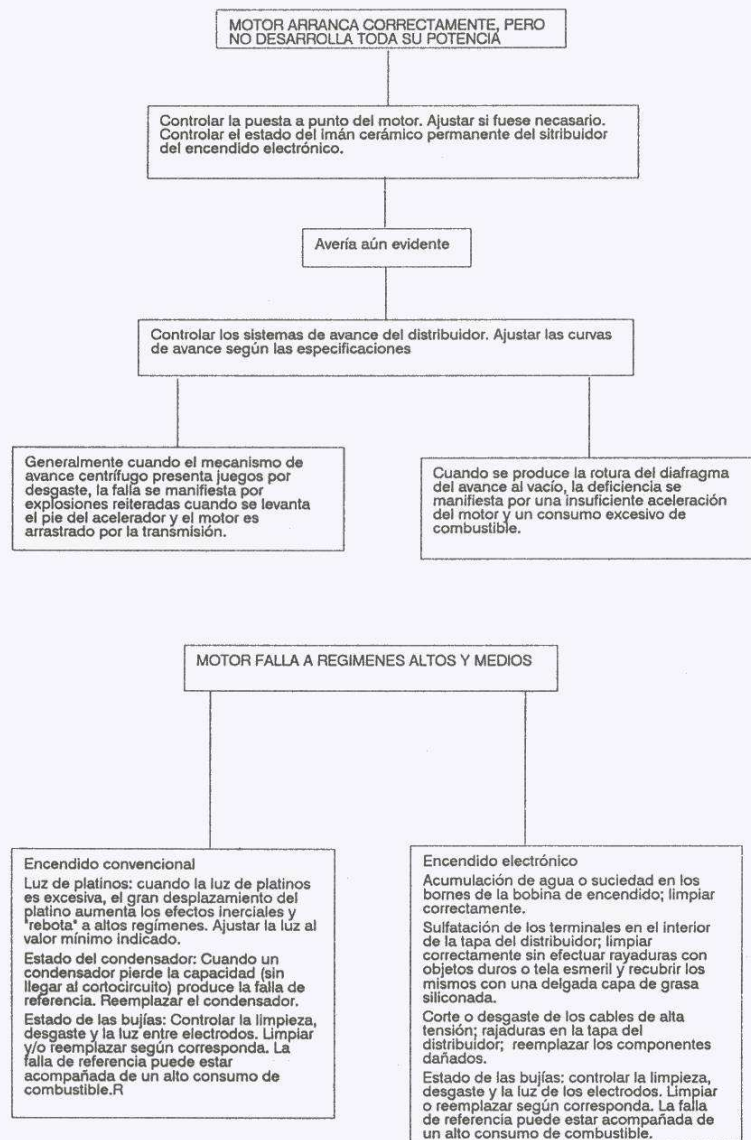 MOTOR ARRANCA CORRECTAMENTE, PERO
NO DESARROLLA TODA SU POTENCIA
Controlar la puesta a punto del motor. Ajustar si fuese necasario.
Controlar el estado del imán cerámico permanente del sitribuidor
del encendido electrónico.
Avería aún evidente
Controlar los sistemas de avance del distribuidor. Ajustar las curvas
de avance según las especificaciones
Generalmente cuando el mecanismo de
avance centrífugo presenta juegos por
desgaste, la falla se manifiesta por
explosiones reiteradas cuando se levanta
el pie del acelerador y el motor es
arrastrado por la transmisión.
Cuando se produce la rotura del diafragma
del avance al vacío, la deficiencia se
manifiesta por una insuficiente aceleración
del motor y un consumo excesivo de
combustible.
MOTOR FALLA A REGIMENES ALTOS Y MEDIOS
Encendido convencional
Luz de platinos: cuando la luz de platinos
es excesiva, el gran desplazamiento del
platino aumenta los efectos inerciales y
"rebota" a altos regímenes. Ajustar la luz al
valor mínimo indicado.
Estado del condensador: Cuando un
condensador pierde la capacidad (sin
llegar al cortocircuito) produce la falla de
referencia. Reemplazar el condensador.
Estado de las bujías: Controlar la limpieza,
desgaste y la luz entre electrodos. Limpiar
y/o reemplazar según corresponda. La
falla de referencia puede estar
acompañada de un alto consumo de
combustible.R
Encendido electrónico
Acumulación de agua o suciedad en los
bornes de la bobina de encendido; limpiar
correctamente.
Sulfatación de los terminales en el interior
de la tapa del distribuidor; limpiar
correctamente sin efectuar rayaduras con
objetos duros o tela esmeril y recubrir los
mismos con una delgada capa de grasa
siliconada.
Corte o desgaste de los cables de alta
tensión; rajaduras en la tapa del
distribuidor; reemplazar los componentes
dañados.
Estado de las bujías: controlar la limpieza,
desgaste y la luz de los electrodos. Limpiar
o reemplazar según corresponda. La falla
de referencia puede estar acompañada de
un alto consumo de combustible.